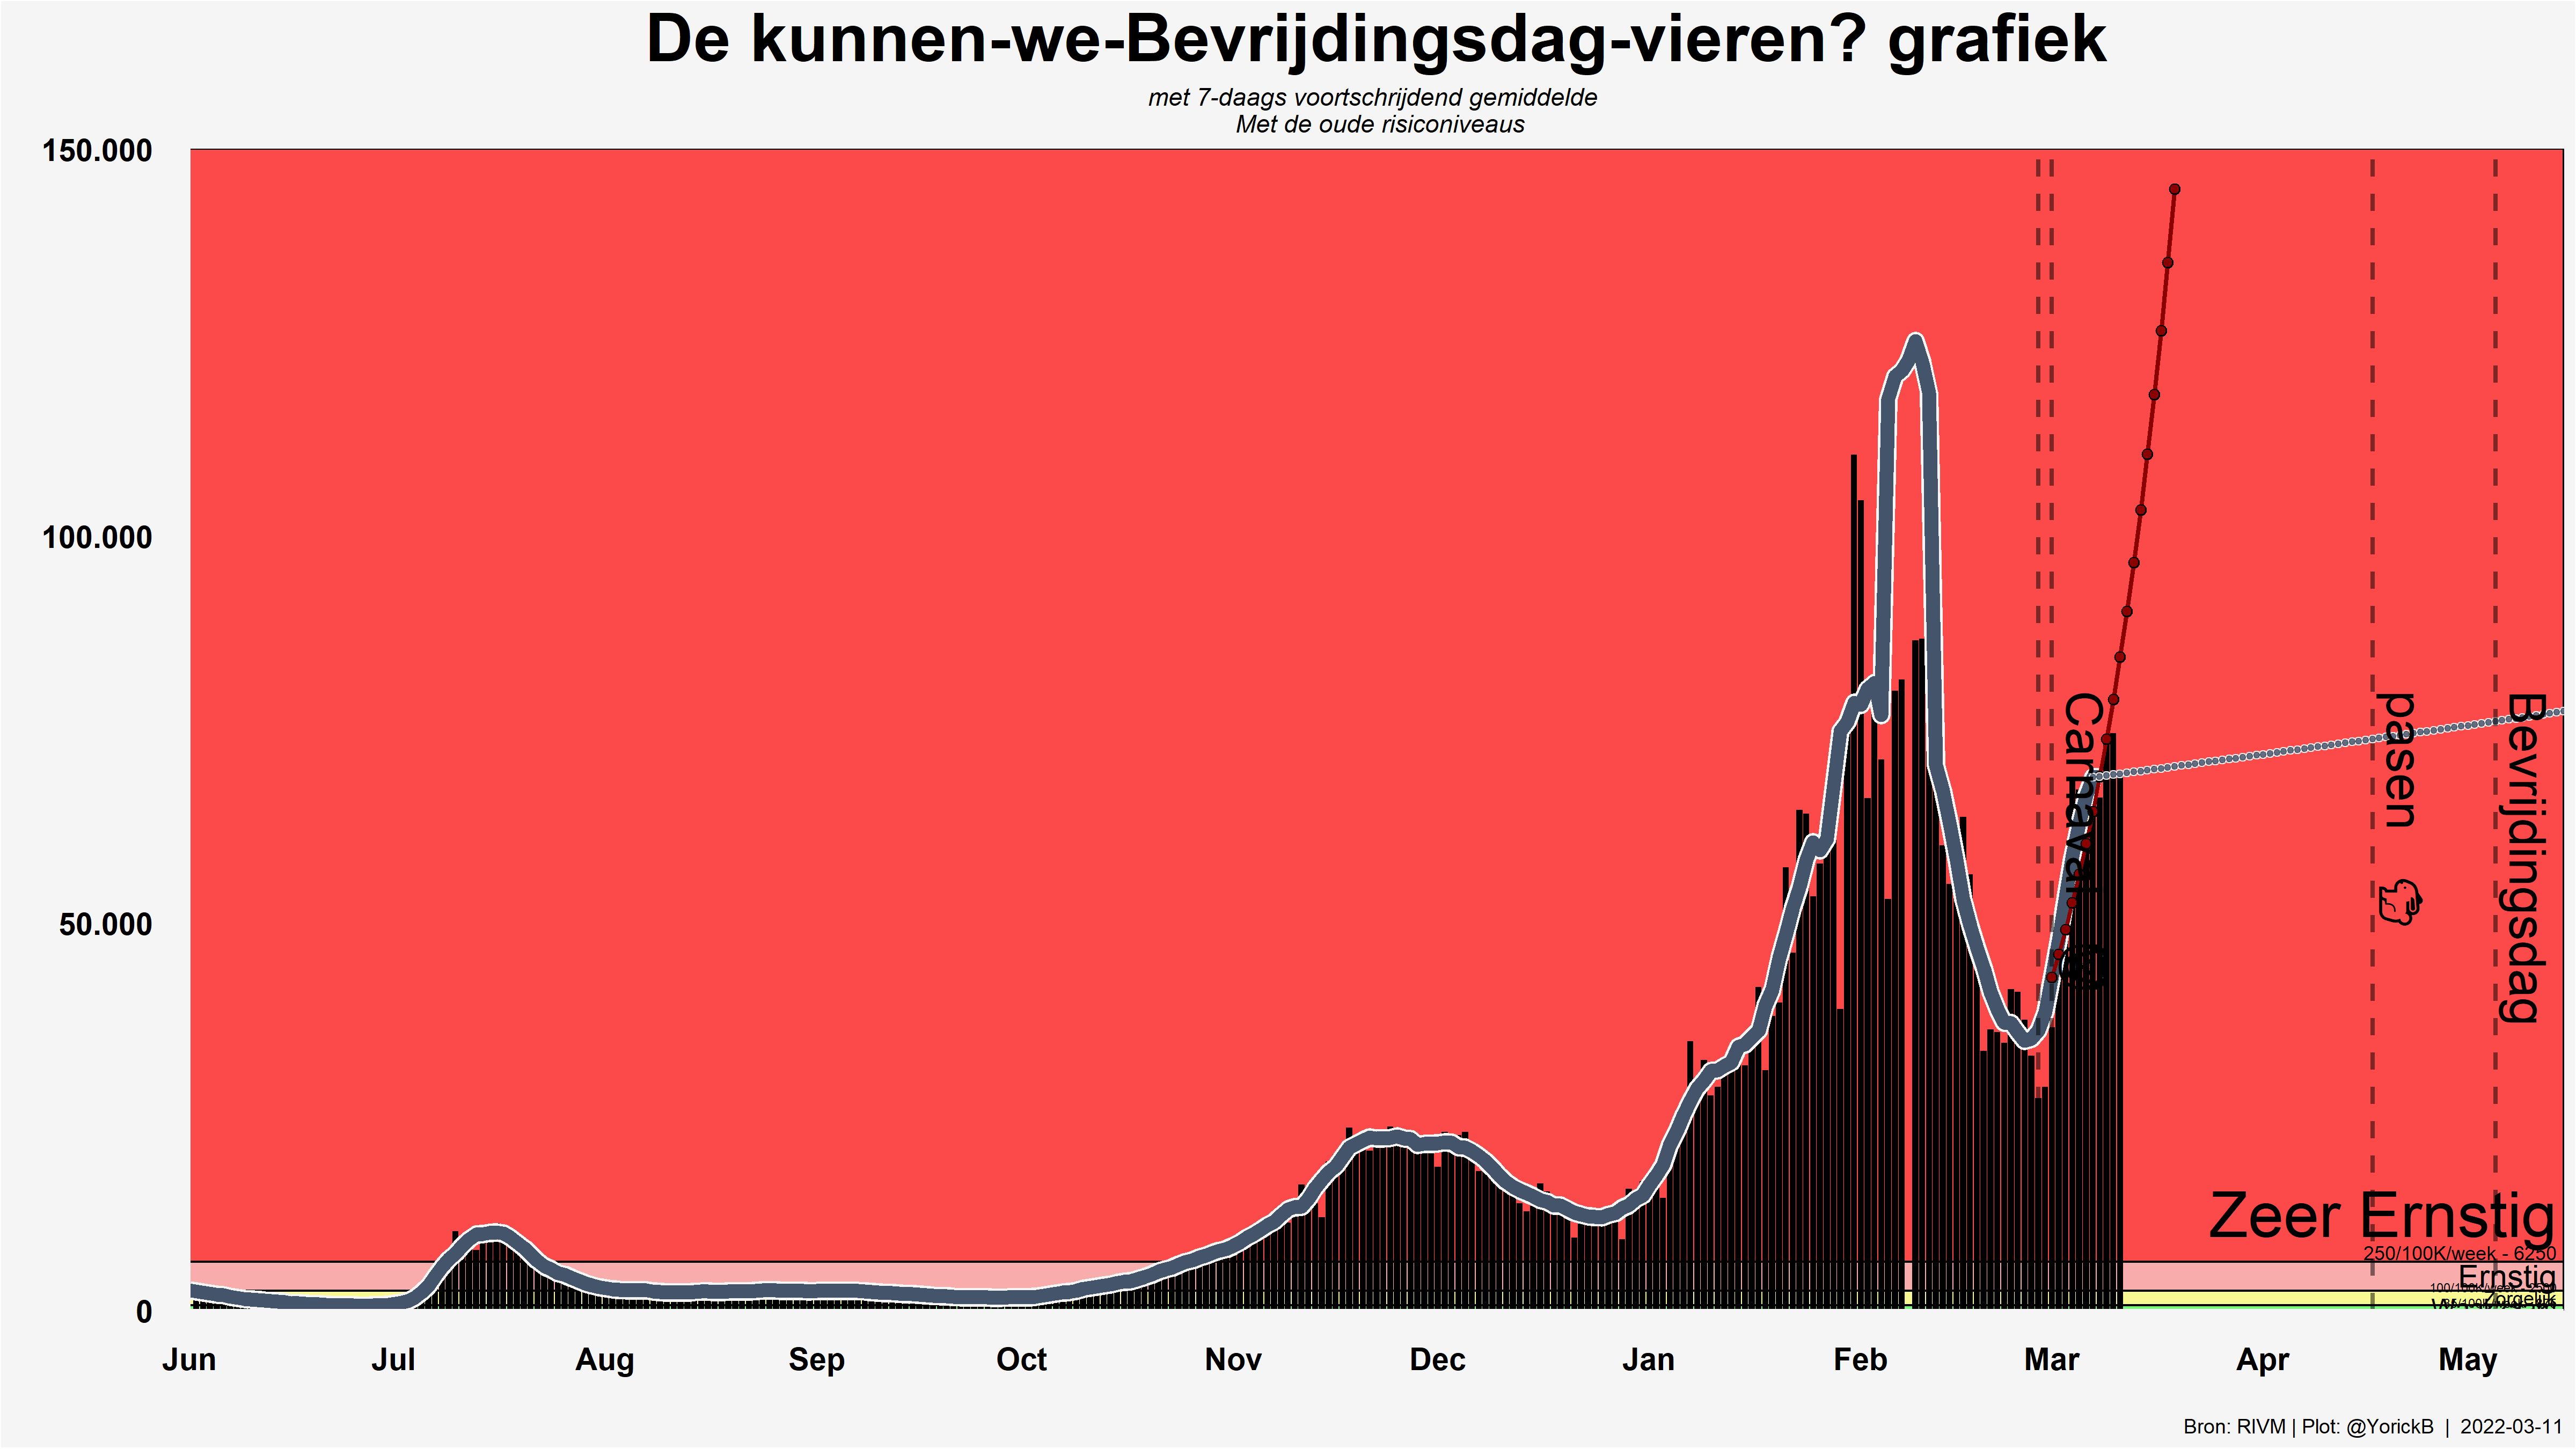 De kunnen-we-Bevrijdingsdag-vieren? grafiek
met 7-daags voortschrijdend gemiddelde
Met de oude risiconiveaus
150.000
100.000
50.000
0
Carnaval
pasen
Bevrijdingsdag
Zeer Ernstig
250/100K/week - 6250
Ernstig
Zorgelijk
Jun Jul Aug Sep Oct Nov Dec Jan Feb Mar Apr May
Bron: RIVM | Plot: @YorickB | 2022-03-11